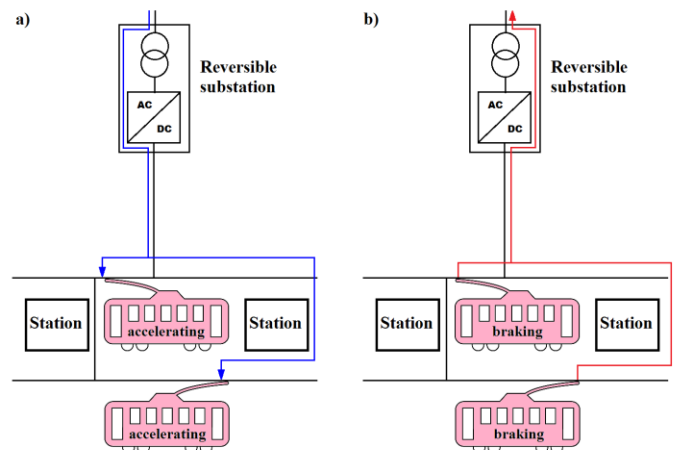 a)
Reversible
substation
AC
DC
Station
accelerating
Station
accelerating
b)
Reversible
substation
AC
DC
Station
braking
Station
braking